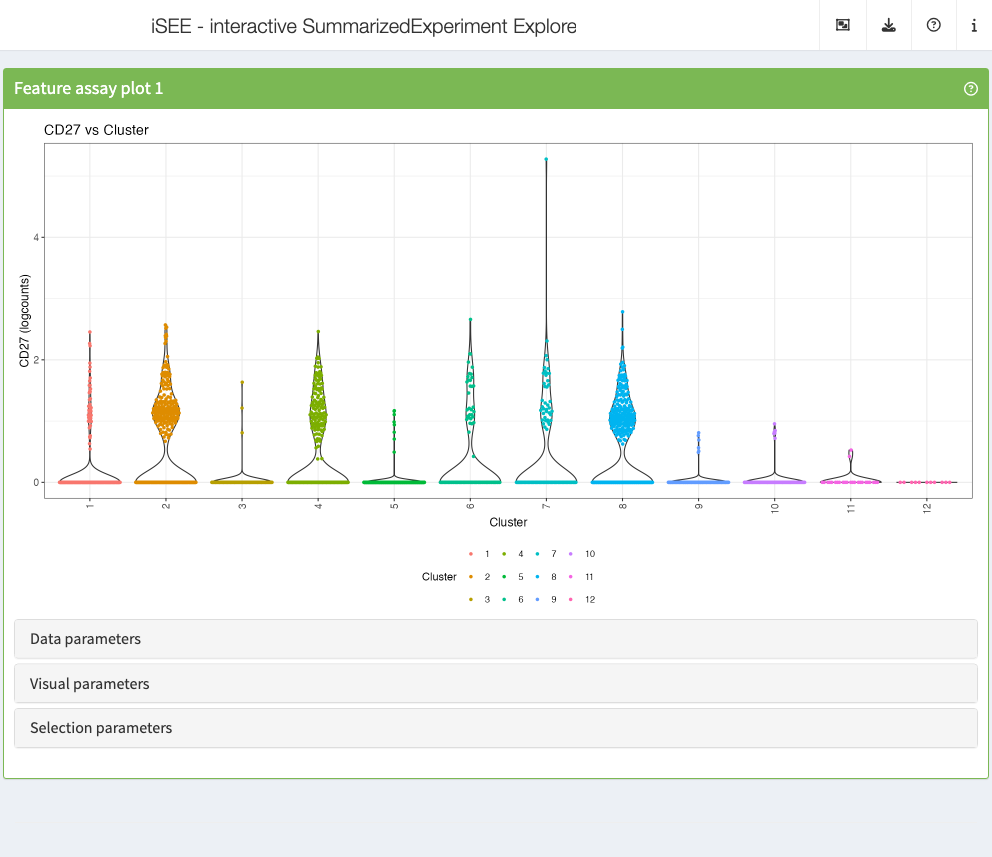 iSEE - interactive SummarizedExperiment Explore
Feature assay plot 1
CD27 vs Cluster
CD27 (logcounts)
4
2
0
1 2 3 4 5 6 7 8 9 10 11 12
Cluster
Cluster
1 4 7 10
2 5 8 11
3 6 9 12
Data parameters
Visual parameters
Selection parameters